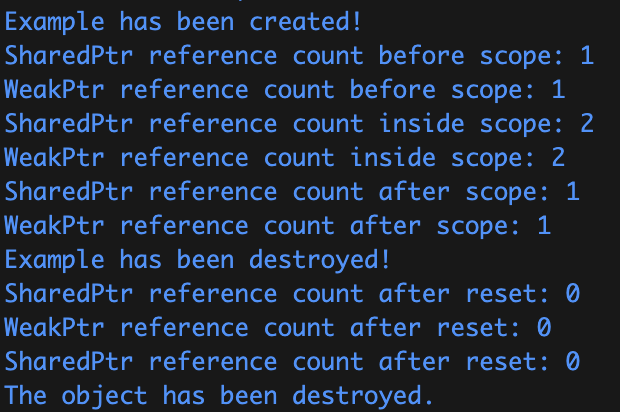 Example has been created!
SharedPtr reference count before scope: 1
WeakPtr reference count before scope: 1
SharedPtr reference count inside scope: 2
WeakPtr reference count inside scope: 2
SharedPtr reference count after scope: 1
WeakPtr reference count after scope: 1
Example has been destroyed!
SharedPtr reference count after reset: 0
WeakPtr reference count after reset: 0
SharedPtr reference count after reset: 0
The object has been destroyed.